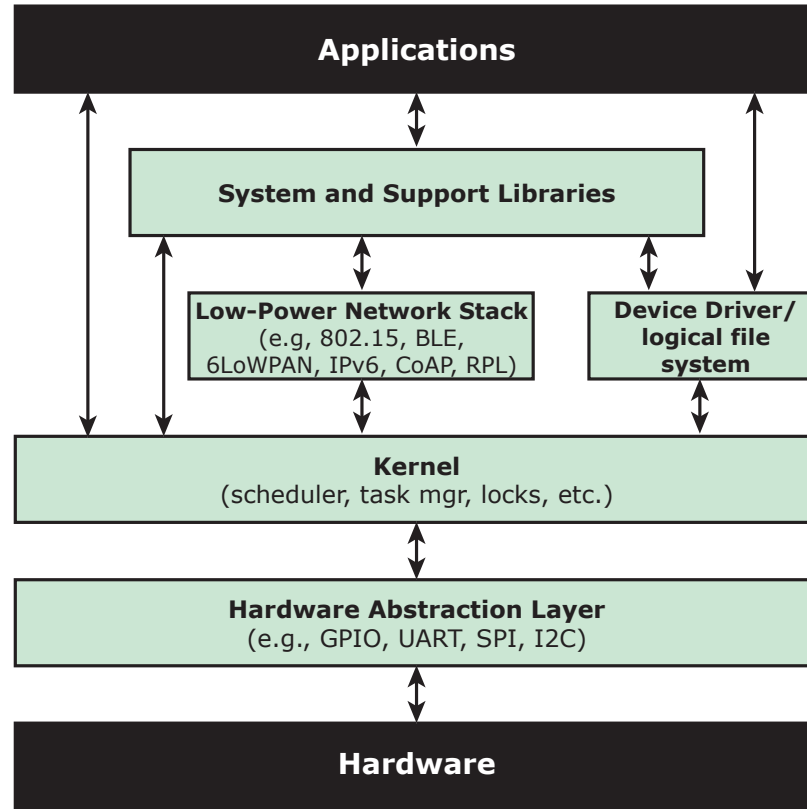 Applications
System and Support Libraries
Low-Power Network Stack
(e.g, 802.15, BLE,
6LoWPAN, IPv6, CoAP, RPL)
Device Driver/
logical file
system
Kernel
(scheduler, task mgr, locks, etc.)
Hardware Abstraction Layer
(e.g., GPIO, UART, SPI, I2C)
Hardware